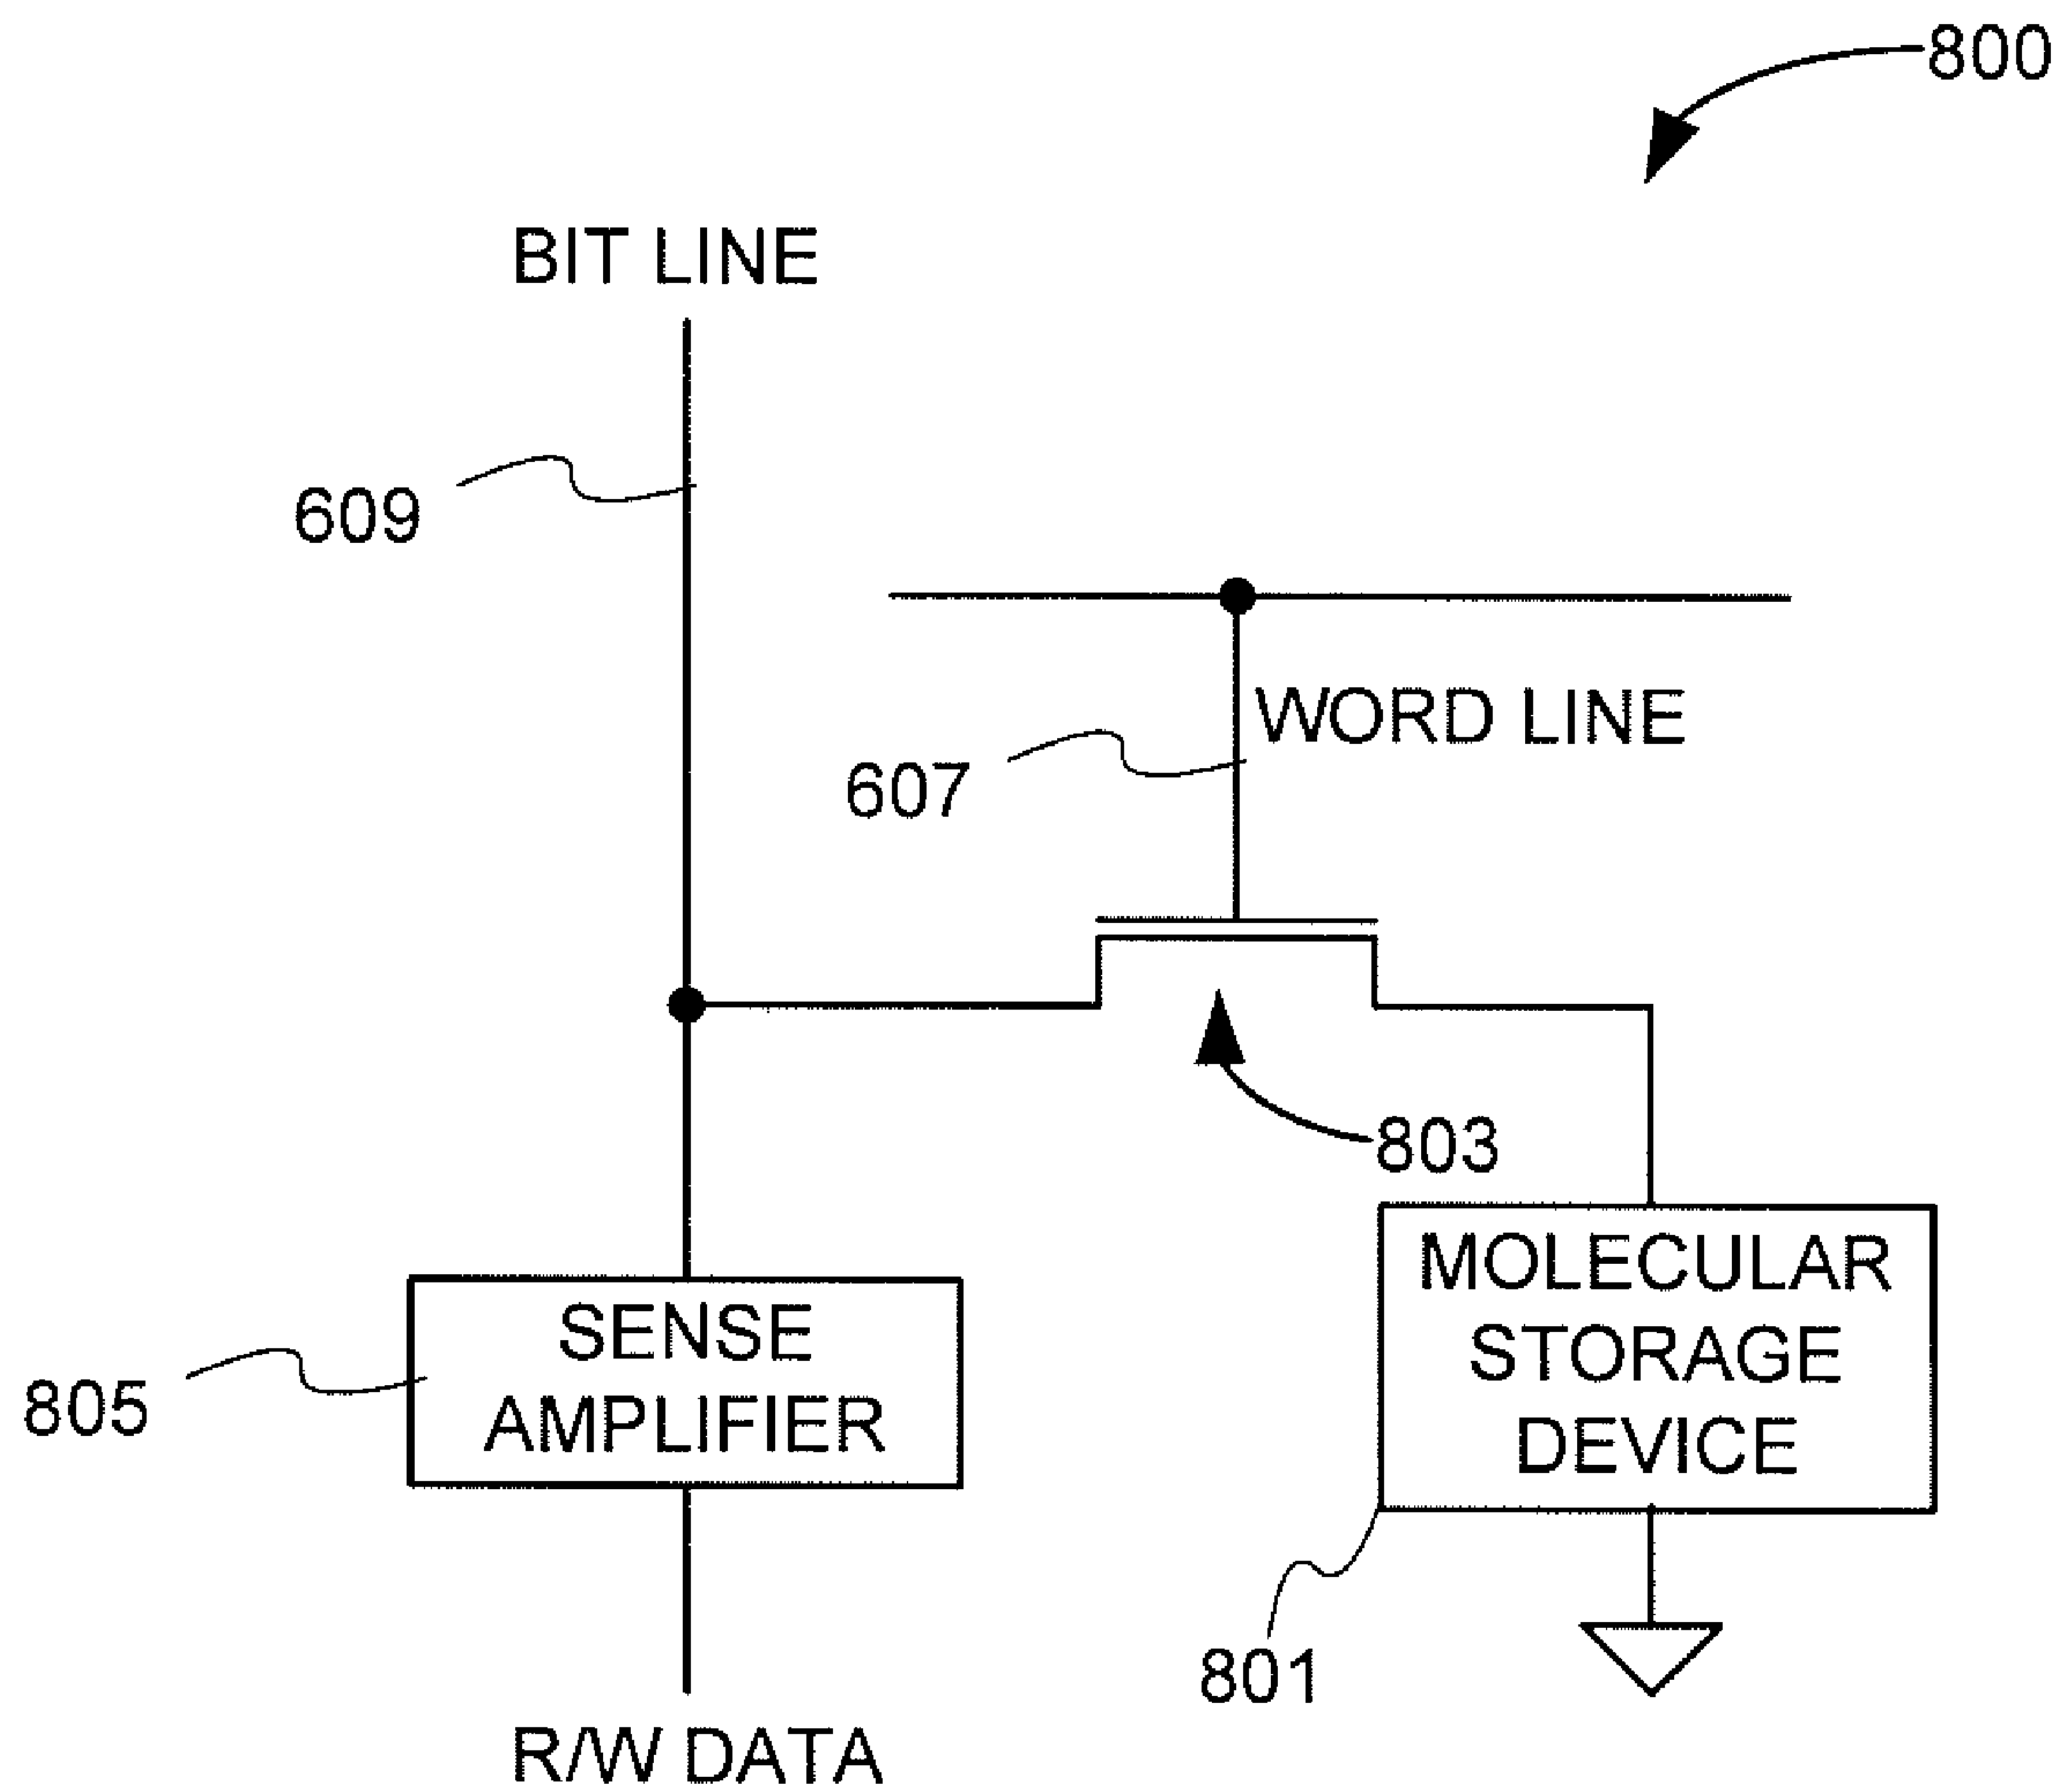 800
BIT LINE
609
WORD LINE
607
803
MOLECULAR
STORAGE
DEVICE
SENSE
AMPLIFIER
805
801
R/W DATA